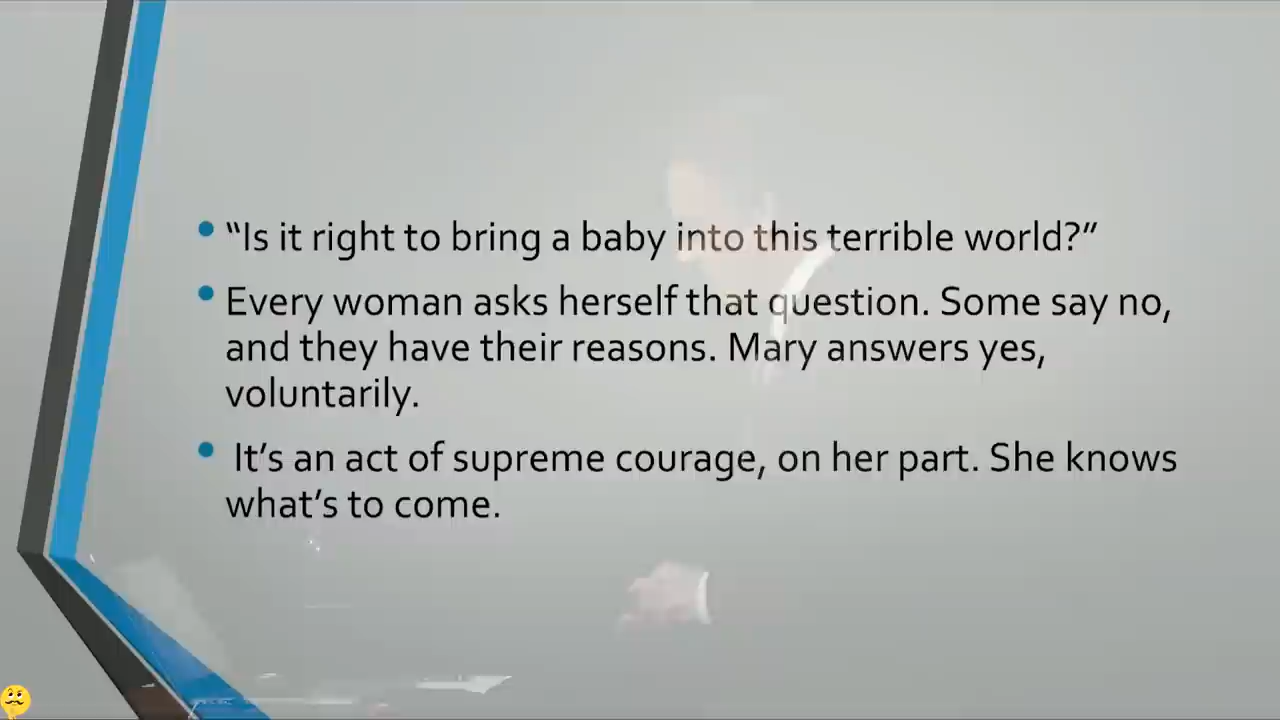 • “Is it right to bring a baby into this terrible world?”
• Every woman asks herself that question. Some say no,
and they have their reasons. Mary answers yes,
voluntarily.
• It’s an act of supreme courage, on her part. She knows
what’s to come.